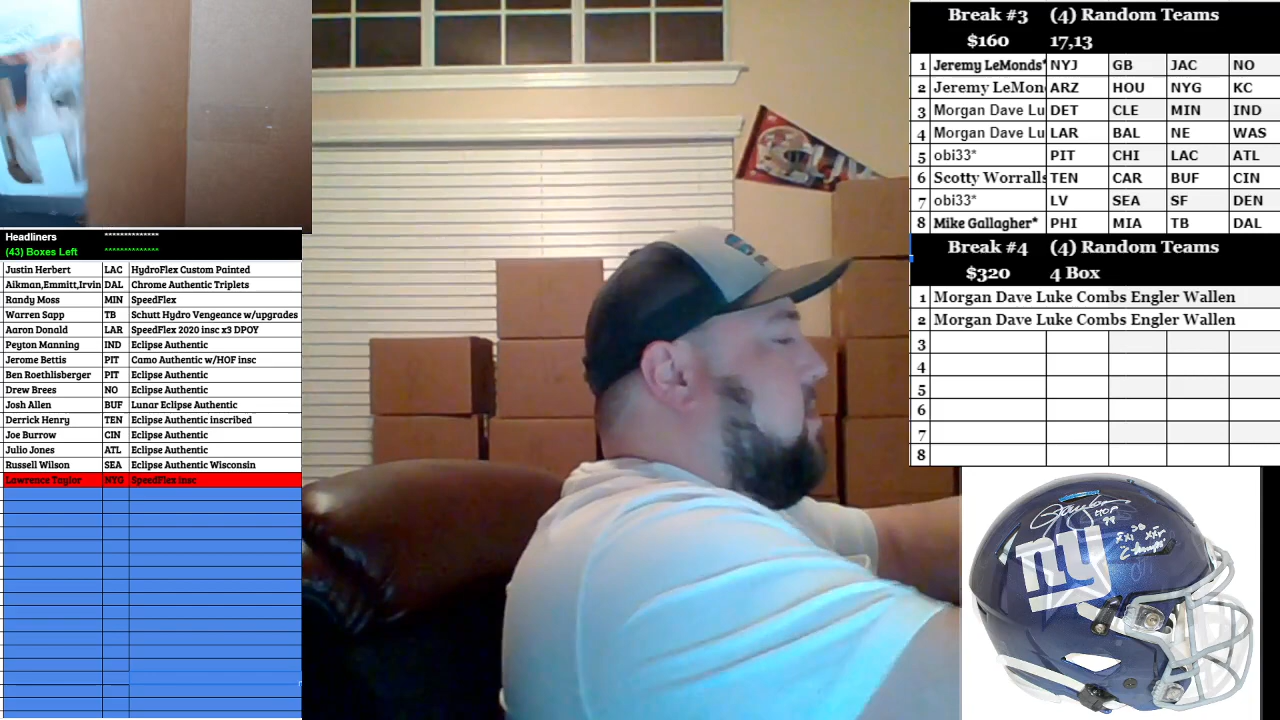 Headliners **************
(43) Boxes Left **************
Justin Herbert LAC HydroFlex Custom Painted
Aikman,Emmitt,Irvin DAL Chrome Authentic Triplets
Randy Moss MIN SpeedFlex
Warren Sapp TB Schutt Hydro Vengeance w/upgrades
Aaron Donald LAR SpeedFlex 2020 insc x3 DPOY
Peyton Manning IND Eclipse Authentic
Jerome Bettis PIT Camo Authentic w/HOF insc
Ben Roethlisberger PIT Eclipse Authentic
Drew Brees NO Eclipse Authentic
Josh Allen BUF Lunar Eclipse Authentic
Derrick Henry TEN Eclipse Authentic inscribed
Joe Burrow CIN Eclipse Authentic
Julio Jones ATL Eclipse Authentic
Russell Wilson SEA Eclipse Authentic Wisconsin
Lawrence Taylor NYG SpeedFlex insc
Break #3 (4) Random Teams
$160 17,13
1 Jeremy LeMonds* NYJ GB JAC NO
2 Jeremy LeMon ARZ HOU NYG KC
3 Morgan Dave Lu DET CLE MIN IND
4 Morgan Dave Lu LAR BAL NE WAS
5 obi33* PIT CHI LAC ATL
6 Scotty Worralls TEN CAR BUF CIN
7 obi33* LV SEA SF DEN
8 Mike Gallagher* PHI MIA TB DAL
Break #4 (4) Random Teams
$320 4 Box
1 Morgan Dave Luke Combs Engler Wallen
2 Morgan Dave Luke Combs Engler Wallen
3
4
5
6
7
8
HOF
99
SB
XXI XXV
Champs
ny